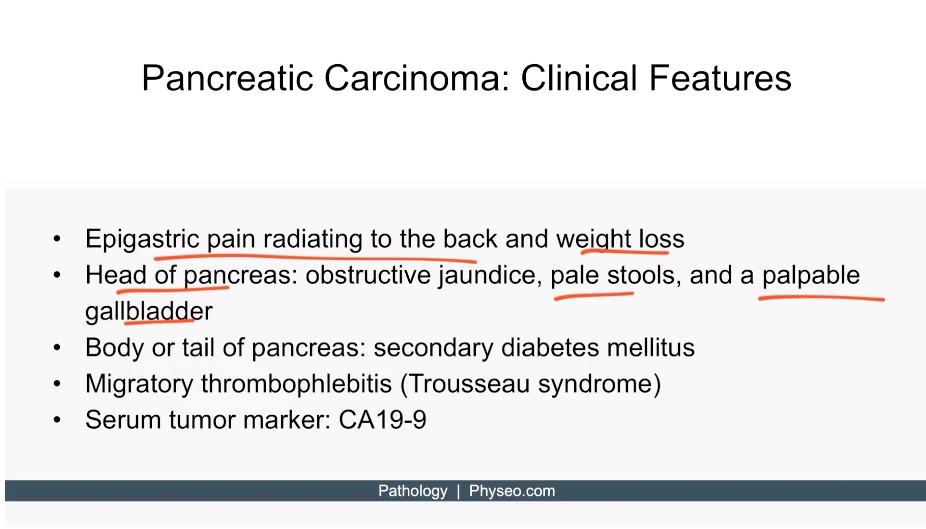 Pancreatic Carcinoma: Clinical Features
• Epigastric pain radiating to the back and weight loss
• Head of pancreas: obstructive jaundice, pale stools, and a palpable
gallbladder
• Body or tail of pancreas: secondary diabetes mellitus
• Migratory thrombophlebitis (Trousseau syndrome)
• Serum tumor marker: CA19-9
Pathology | Physeo.com